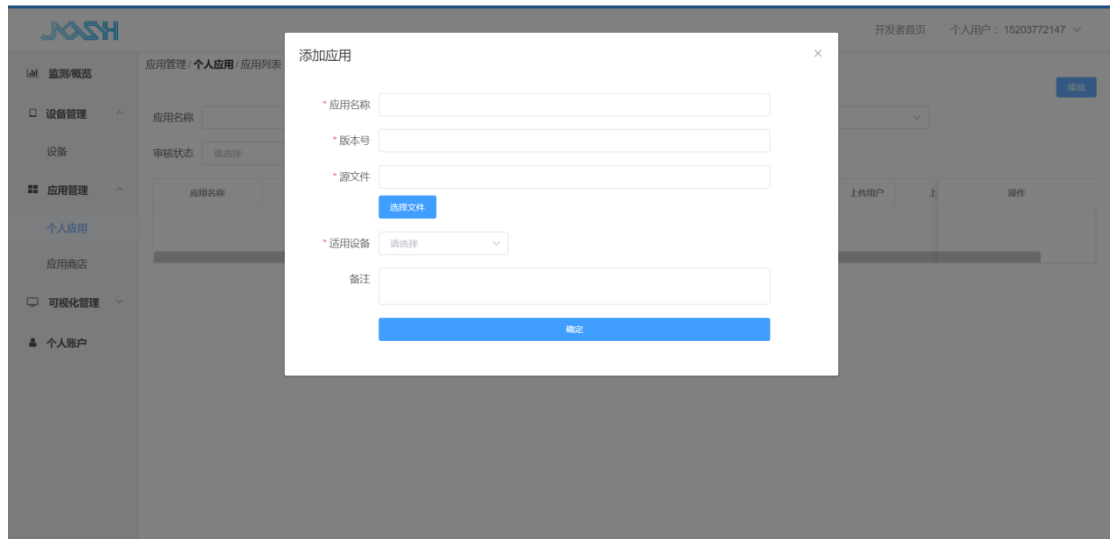 JXSH
开发者首页 个人用户：15203772147
添加应用
监测/概览
应用管理 / 个人应用 / 应用列表
添加
* 应用名称
设备管理
应用名称
* 版本号
设备
审核状态 请选择
* 源文件
应用管理
应用名称
上传用户
上
操作
选择文件
个人应用
* 适用设备 请选择
应用商店
备注
可视化管理
确定
个人账户